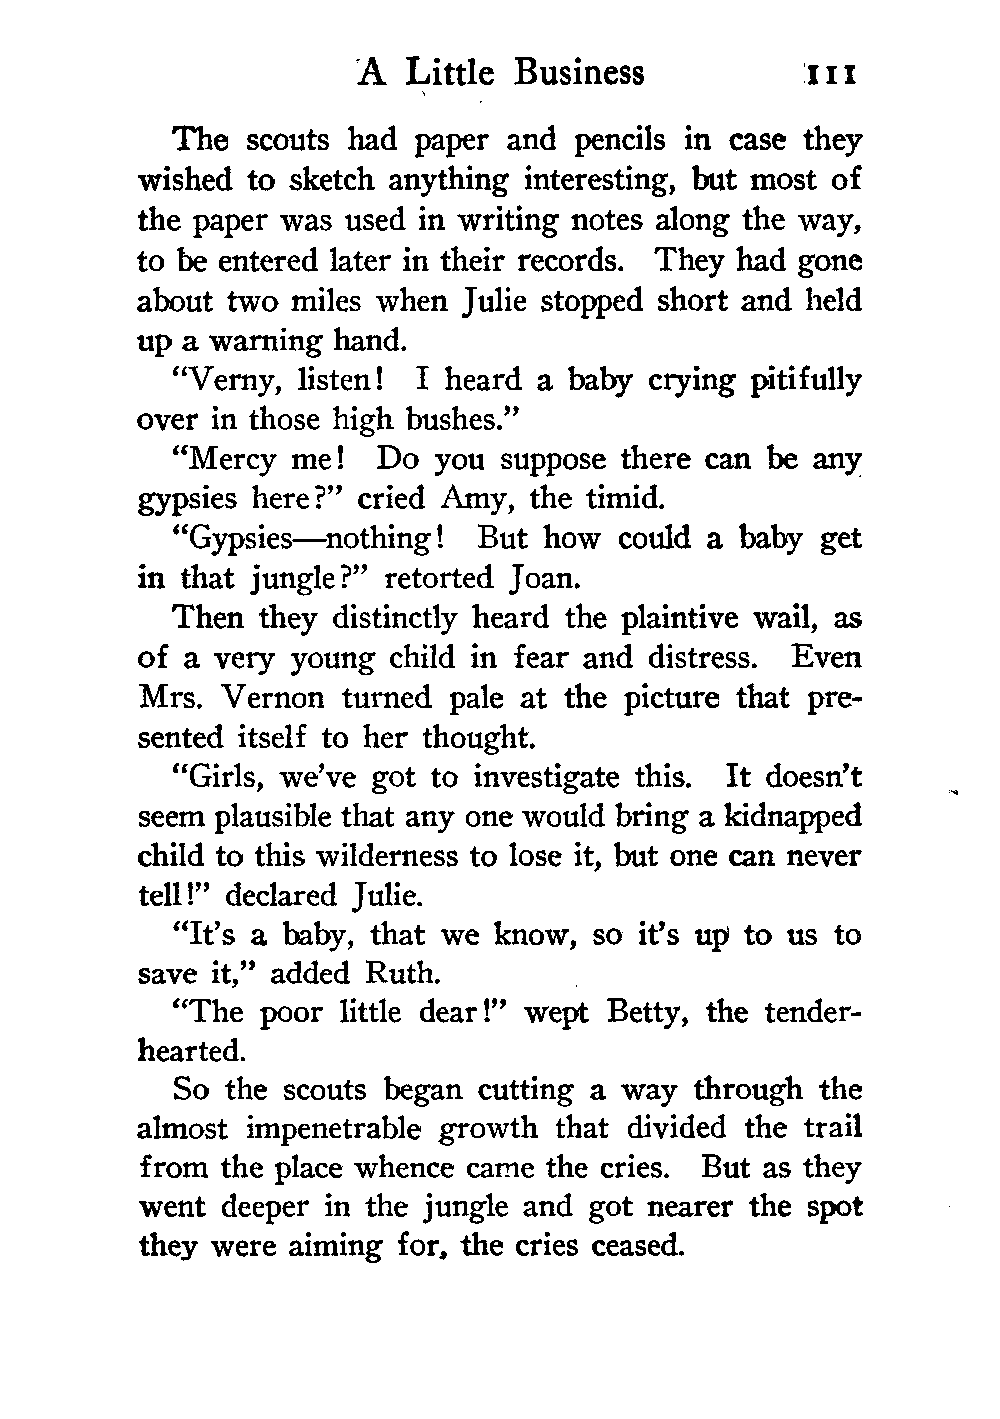 A Little Business 111
The scouts had paper and pencils in case they
wished to sketch anything interesting, but most of
the paper was used in writing notes along the way,
to be entered later in their records. They had gone
about two miles when Julie stopped short and held
up a warning hand.
“Verny, listen! I heard a baby crying pitifully
over in those high bushes.”
“Mercy me! Do you suppose there can be any
gypsies here?” cried Amy, the timid.
“Gypsies—nothing! But how could a baby get
in that jungle?” retorted Joan.
Then they distinctly heard the plaintive wail, as
of a very young child in fear and distress. Even
Mrs. Vernon turned pale at the picture that pre-
sented itself to her thought.
“Girls, we’ve got to investigate this. It doesn’t
seem plausible that any one would bring a kidnapped
child to this wilderness to lose it, but one can never
tell!” declared Julie.
“It’s a baby, that we know, so it’s up to us to
save it,” added Ruth.
“The poor little dear!” wept Betty, the tender-
hearted.
So the scouts began cutting a way through the
almost impenetrable growth that divided the trail
from the place whence came the cries. But as they
went deeper in the jungle and got nearer the spot
they were aiming for, the cries ceased.